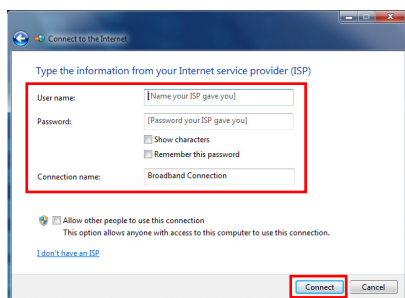 Connect to the Internet
Type the information from your Internet service provider (ISP)
User name:
[Name your ISP gave you]
Password:
[Password your ISP gave you]
Show characters
Remember this password
Connection name:
Broadband Connection
Allow other people to use this connection
This option allows anyone with access to this computer to use this connection.
I don't have an ISP
Connect
Cancel